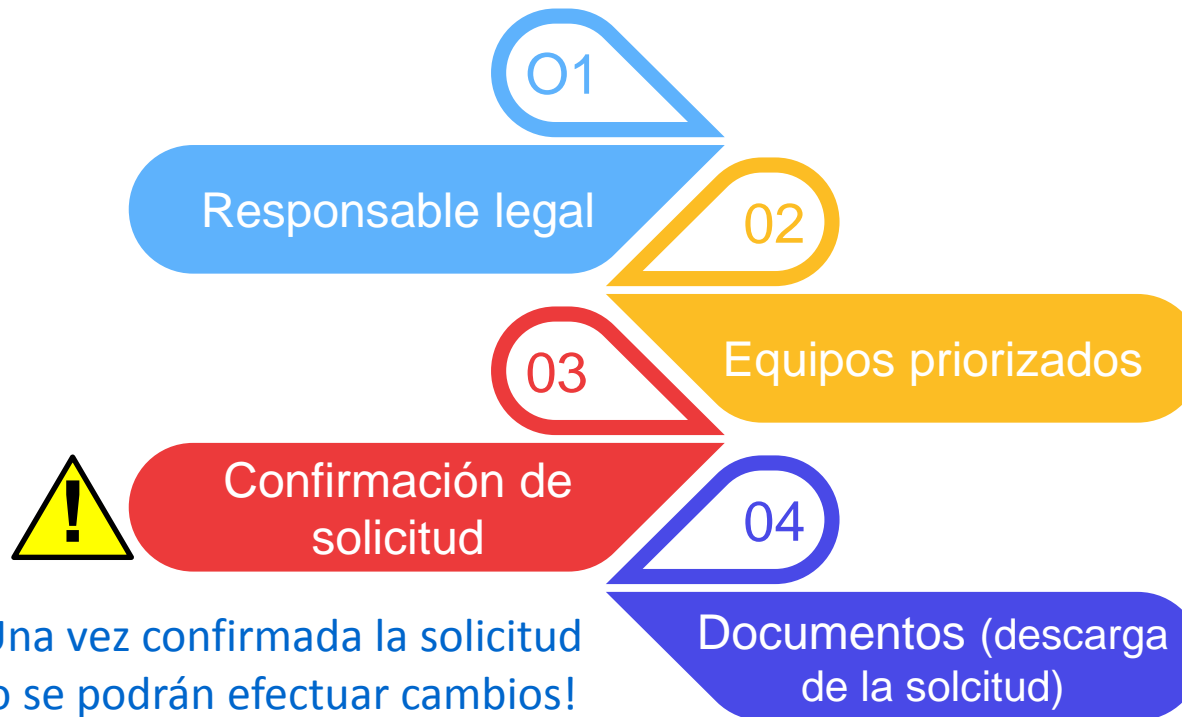 O1
Responsable legal
02
Equipos priorizados
03
Confirmación de
solicitud
!
04
Una vez confirmada la solicitud
o se podrán efectuar cambios!
Documentos (descarga
de la solcitud)